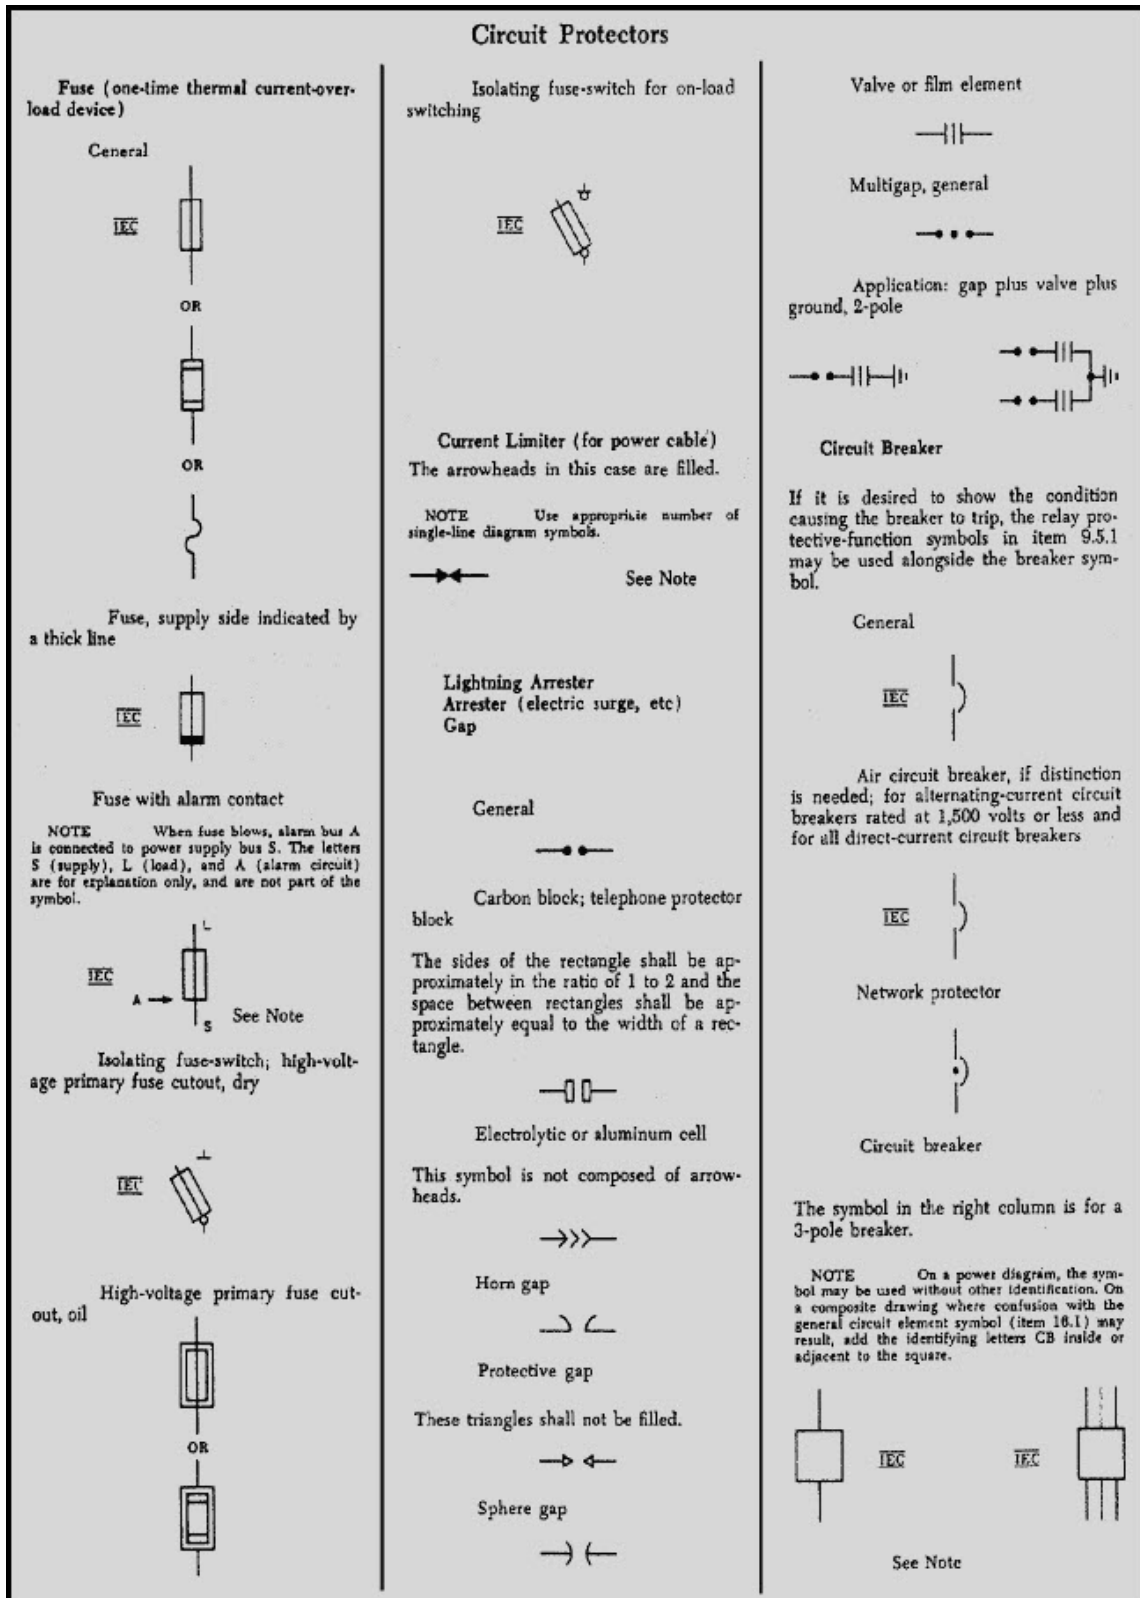 Circuit Protectors
Fuse (one-time thermal current-over-
load device)
General
IEC
OR
OR
Fuse, supply side indicated by
a thick line
IEC
Fuse with alarm contact
NOTE When fuse blows, alarm bus A
is connected to power supply bus S. The letters
S (supply), L (load), and A (alarm circuit)
are for explanation only, and are not part of the
symbol.
L
IEC
A
S
See Note
Isolating fuse-switch; high-volt-
age primary fuse cutout, dry
IEC
High-voltage primary fuse cut-
out, oil
OR
Isolating fuse-switch for on-load
switching
IEC
Current Limiter (for power cable)
The arrowheads in this case are filled.
NOTE Use appropriate number of
single-line diagram symbols.
See Note
Lightning Arrester
Arrester (electric surge, etc)
Gap
General
Carbon block; telephone protector
block
The sides of the rectangle shall be ap-
proximately in the ratio of 1 to 2 and the
space between rectangles shall be ap-
proximately equal to the width of a rec-
tangle.
Electrolytic or aluminum cell
This symbol is not composed of arrow-
heads.
Horn gap
Protective gap
These triangles shall not be filled.
Sphere gap
Valve or film element
Multigap, general
Application: gap plus valve plus
ground, 2-pole
Circuit Breaker
If it is desired to show the condition
causing the breaker to trip, the relay pro-
tective-function symbols in item 9.5.1
may be used alongside the breaker sym-
bol.
General
IEC
Air circuit breaker, if distinction
is needed; for alternating-current circuit
breakers rated at 1,500 volts or less and
for all direct-current circuit breakers
IEC
Network protector
Circuit breaker
The symbol in the right column is for a
3-pole breaker.
NOTE On a power diagram, the sym-
bol may be used without other identification. On
a composite drawing where confusion with the
general circuit element symbol (item 16.1) may
result, add the identifying letters CB inside or
adjacent to the square.
IEC
IEC
See Note